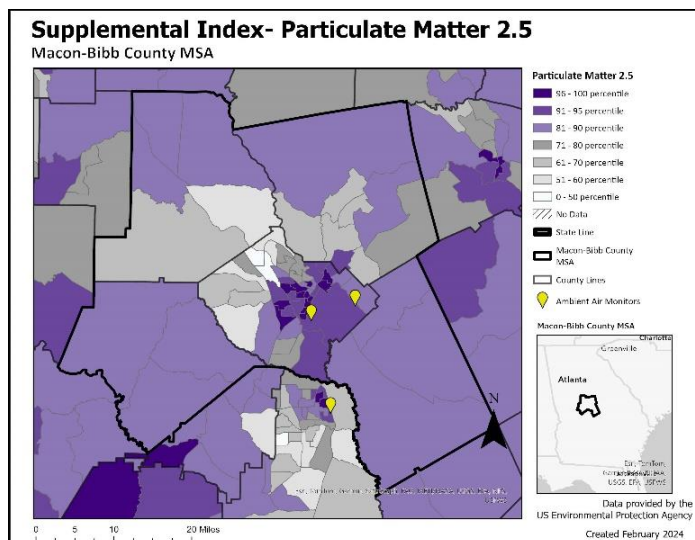 Supplemental Index- Particulate Matter 2.5
Macon-Bibb County MSA
Particulate Matter 2.5
96 - 100 percentile
91 - 95 percentile
81 - 90 percentile
71 - 80 percentile
61 - 70 percentile
51 - 60 percentile
0 - 50 percentile
No Data
State Line
Macon-Bibb County
MSA
County Lines
Ambient Air Monitors
N
Macon-Bibb County MSA
Charlotte
Greenville
Atlanta
USGS, EPA, USFWS
0 5 10 20 Miles
Data provided by the
US Environmental Protection Agency
Created February 2024